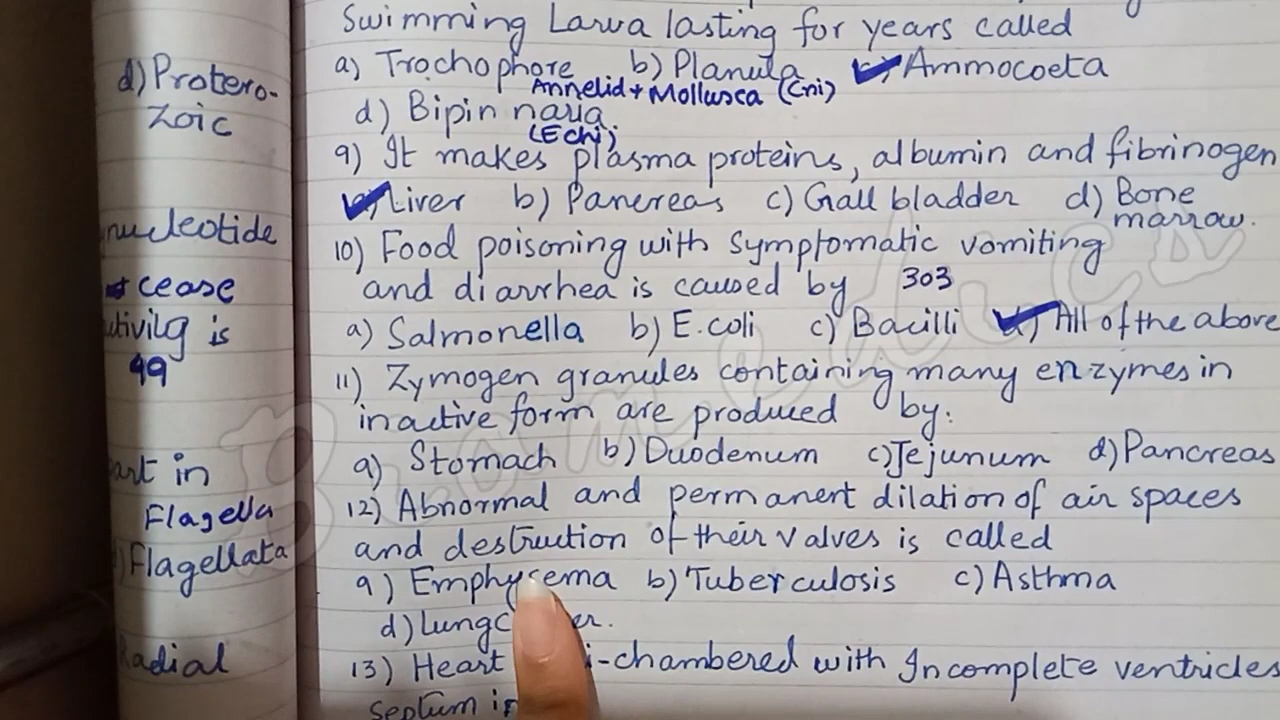 d) Protero-
zoic
nucleotide
cease
is
99
in
Flagella
Flagellata
Radial
Swimming Larva lasting for years called
a) Trochophore b) Planula c) Ammocoeta
Annelid + Mollusca (Cni)
d) Bipin naria
(Echi)
9) It makes plasma proteins, albumin and fibrinogen
a) Liver b) Pancreas c) Gall bladder d) Bone
marrow.
10) Food poisoning with symptomatic vomiting
and diarrhea is caused by 303
a) Salmonella b) E.coli c) Bacilli d) All of the above
11) Zymogen granules containing many enzymes in
inactive form are produced by:
a) Stomach b) Duodenum c) Jejunum d) Pancreas
12) Abnormal and permanent dilation of air spaces
and destruction of their valves is called
a) Emphysema b) Tuberculosis c) Asthma
d) Lung
13) Heart -chambered with Incomplete ventricles
Septum